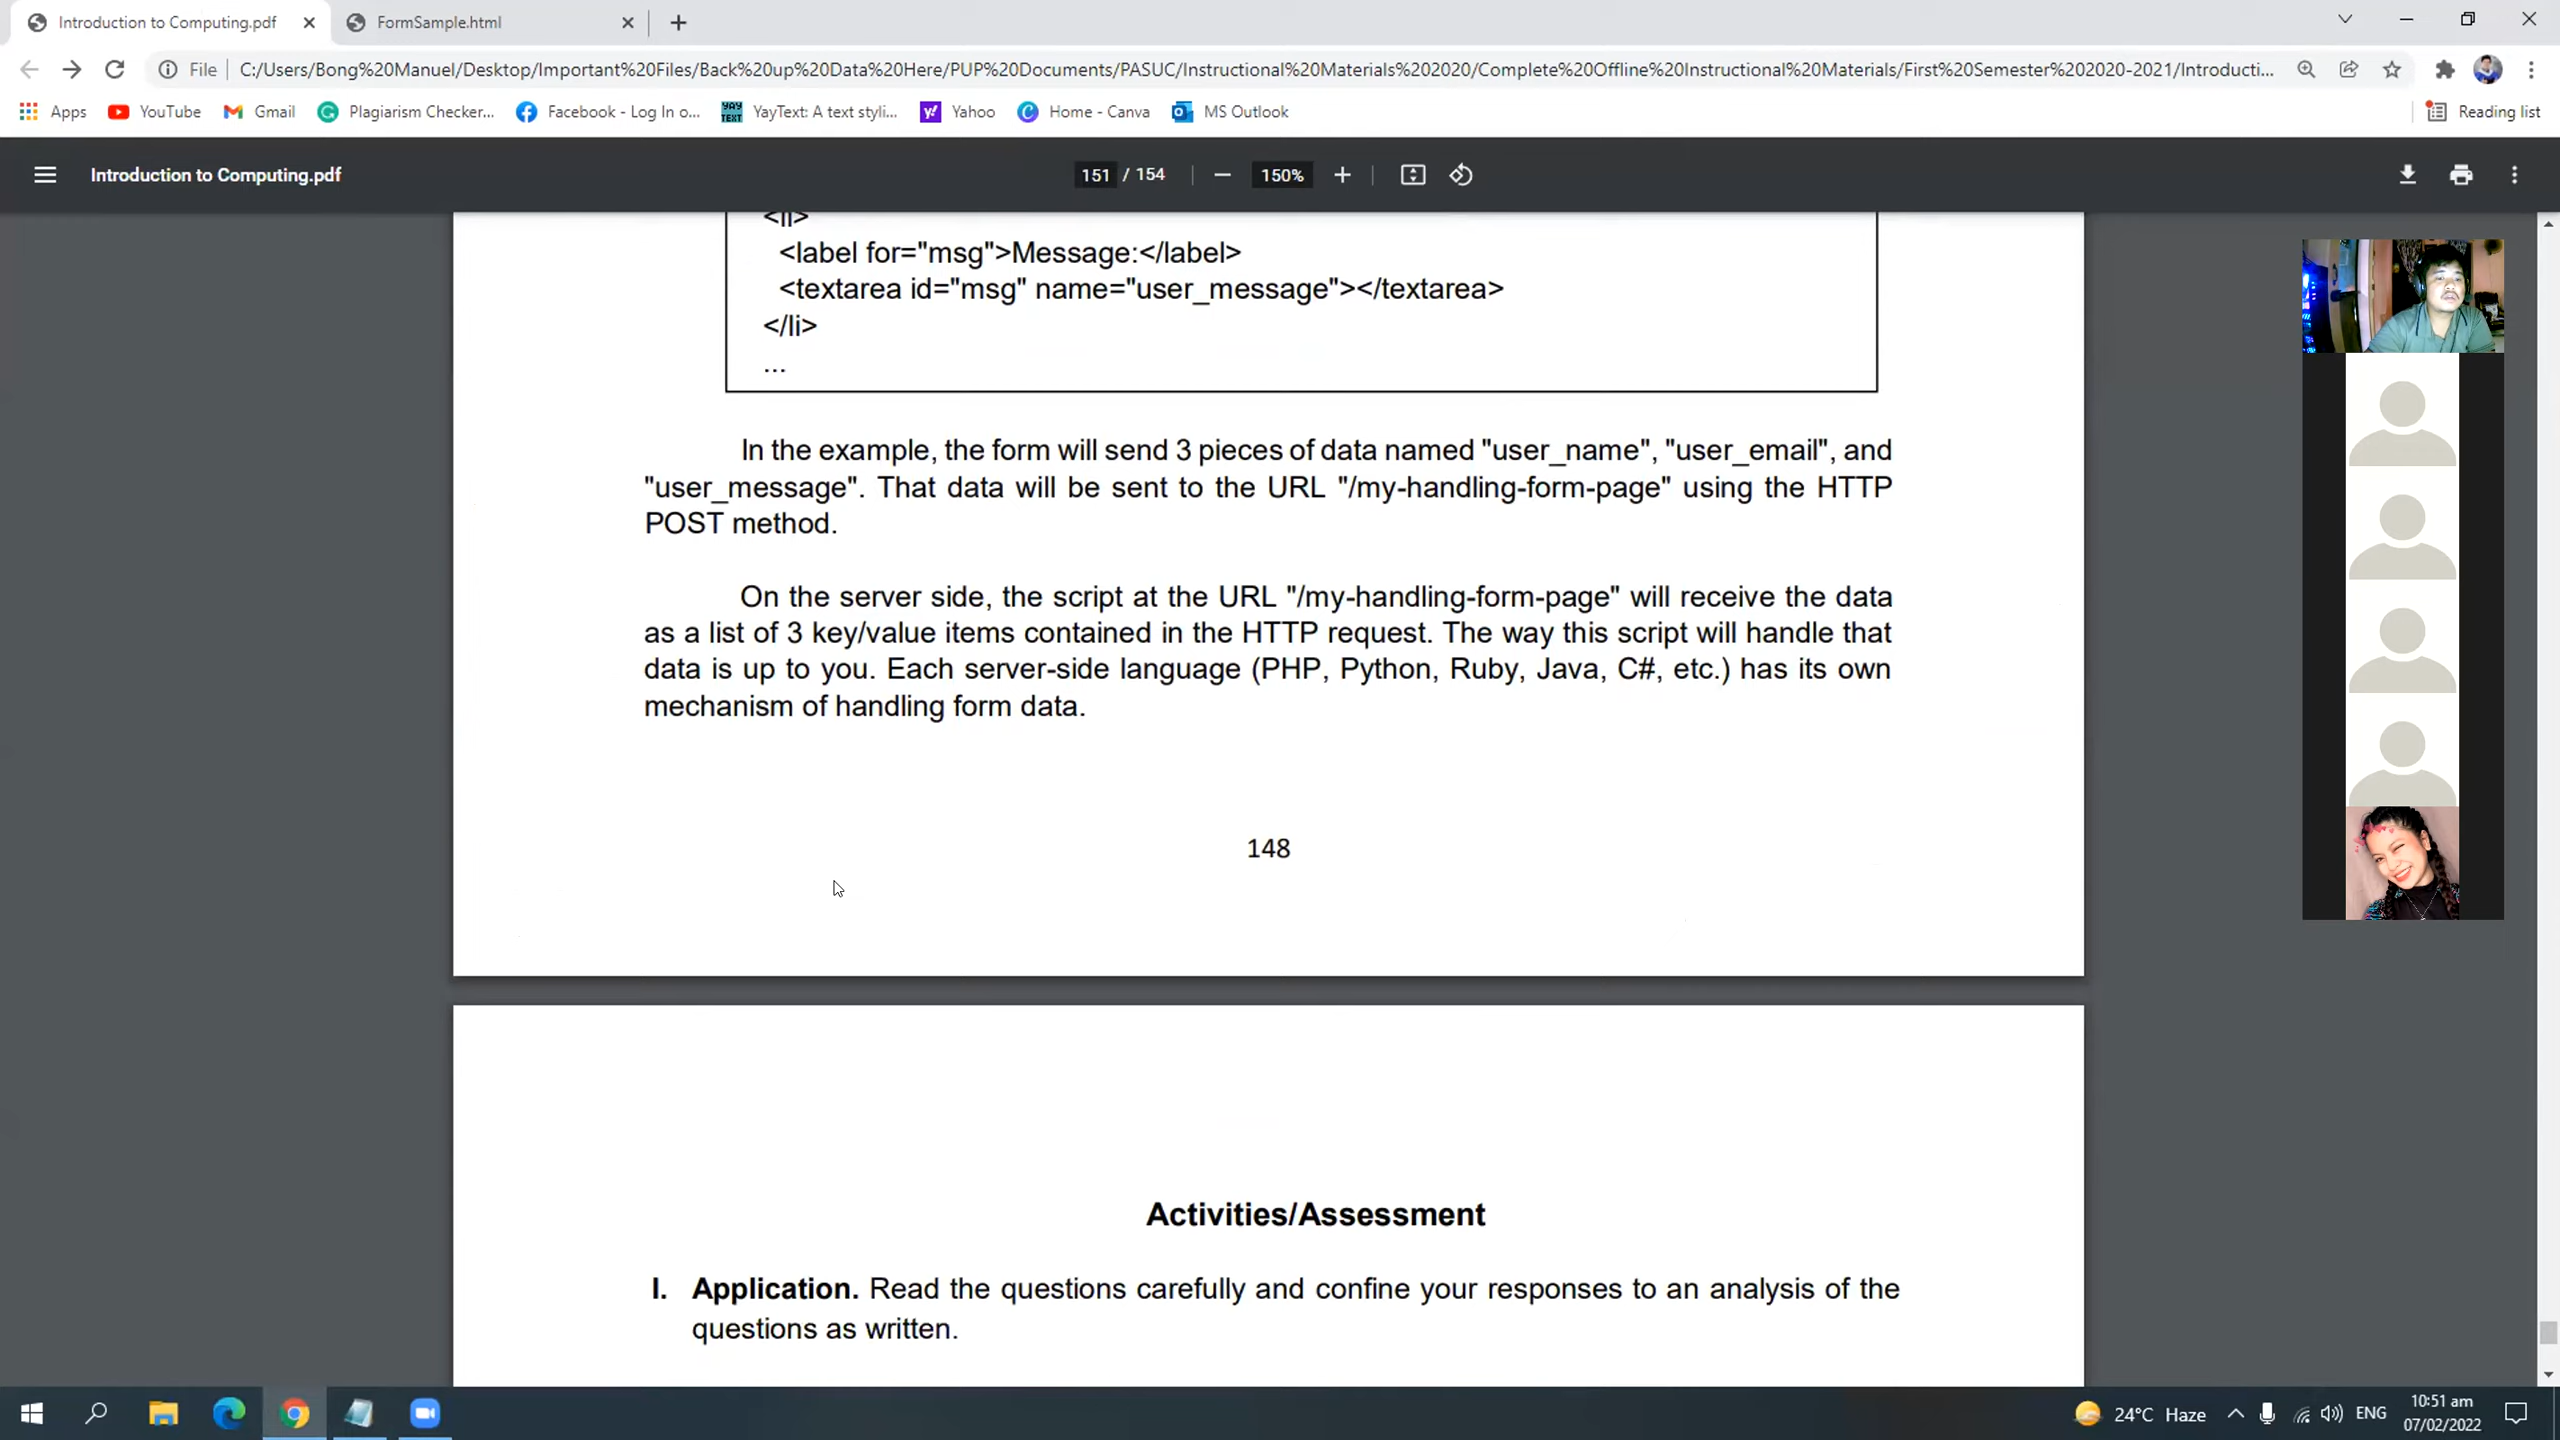 Introduction to Computing.pdf
FormSample.html
File
C:/Users/Bong%20Manuel/Desktop/Important%20Files/Back%20up%20Data%20Here/PUP%20Documents/PASUC/Instructional%20Materials%202020/Complete%20Offline%20Instructional%20Materials/First%20Semester%202020-2021/Introducti...
Apps
YouTube
Gmail
Plagiarism Checker...
Facebook - Log In o...
YAY TEXT
YayText: A text styli...
Yahoo
Home - Canva
MS Outlook
Reading list
Introduction to Computing.pdf
151 / 154
150%
<li>
<label for="msg">Message:</label>
<textarea id="msg" name="user_message"></textarea>
</li>
...
In the example, the form will send 3 pieces of data named "user_name", "user_email", and
"user_message". That data will be sent to the URL "/my-handling-form-page" using the HTTP
POST method.
On the server side, the script at the URL "/my-handling-form-page" will receive the data
as a list of 3 key/value items contained in the HTTP request. The way this script will handle that
data is up to you. Each server-side language (PHP, Python, Ruby, Java, C#, etc.) has its own
mechanism of handling form data.
148
Activities/Assessment
I. Application. Read the questions carefully and confine your responses to an analysis of the
questions as written.
24°C Haze
ENG
10:51 am
07/02/2022